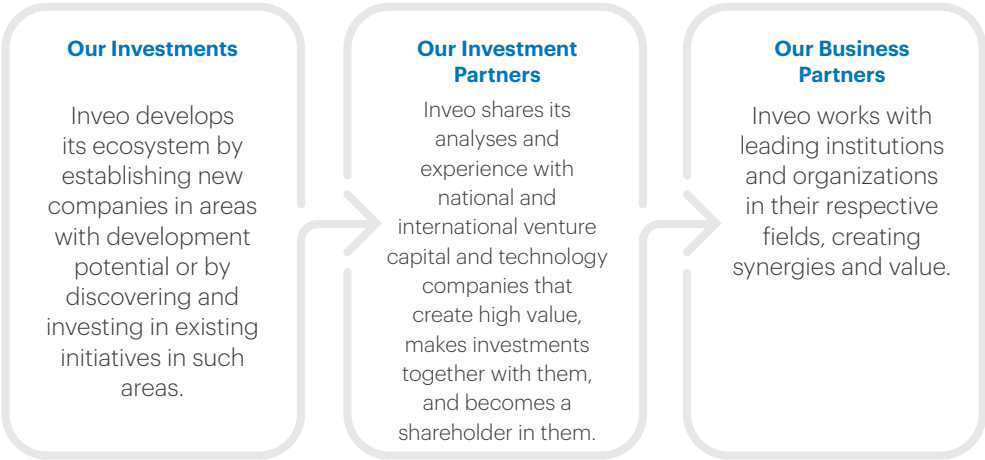 Our Investments
Inveo develops
its ecosystem by
establishing new
companies in areas
with development
potential or by
discovering and
investing in existing
initiatives in such
areas.
Our Investment
Partners
Inveo shares its
analyses and
experience with
national and
international venture
capital and technology
companies that
create high value,
makes investments
together with them,
and becomes a
shareholder in them.
Our Business
Partners
Inveo works with
leading institutions
and organizations
in their respective
fields, creating
synergies and value.